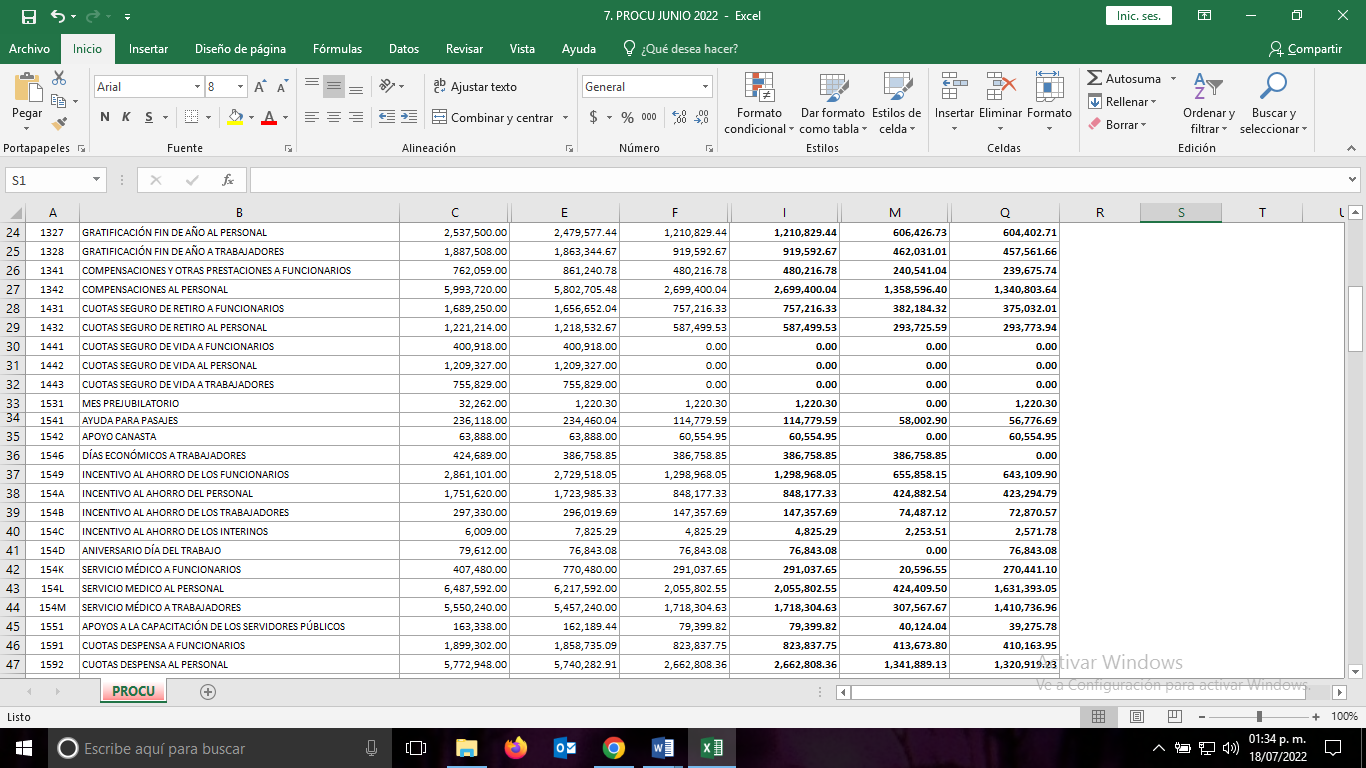 7. PROCU JUNIO 2022 - Excel
Inic. ses.
Archivo Inicio Insertar Diseño de página Fórmulas Datos Revisar Vista Ayuda ¿Qué desea hacer? Compartir
Pegar
Arial 8
N K S
Ajustar texto
Combinar y centrar
General
$ % 000
Formato condicional
Dar formato como tabla
Estilos de celda
Insertar Eliminar Formato
Autosuma
Rellenar
Borrar
Ordenar y filtrar
Buscar y seleccionar
Portapapeles Fuente Alineación Número Estilos Celdas Edición
S1 fx
A B C E F I M Q R S T U
24 1327 GRATIFICACIÓN FIN DE AÑO AL PERSONAL 2,537,500.00 2,479,577.44 1,210,829.44 1,210,829.44 606,426.73 604,402.71
25 1328 GRATIFICACIÓN FIN DE AÑO A TRABAJADORES 1,887,508.00 1,863,344.67 919,592.67 919,592.67 462,031.01 457,561.66
26 1341 COMPENSACIONES Y OTRAS PRESTACIONES A FUNCIONARIOS 762,059.00 861,240.78 480,216.78 480,216.78 240,541.04 239,675.74
27 1342 COMPENSACIONES AL PERSONAL 5,993,720.00 5,802,705.48 2,699,400.04 2,699,400.04 1,358,596.40 1,340,803.64
28 1431 CUOTAS SEGURO DE RETIRO A FUNCIONARIOS 1,689,250.00 1,656,652.04 757,216.33 757,216.33 382,184.32 375,032.01
29 1432 CUOTAS SEGURO DE RETIRO AL PERSONAL 1,221,214.00 1,218,532.67 587,499.53 587,499.53 293,725.59 293,773.94
30 1441 CUOTAS SEGURO DE VIDA A FUNCIONARIOS 400,918.00 400,918.00 0.00 0.00 0.00 0.00
31 1442 CUOTAS SEGURO DE VIDA AL PERSONAL 1,209,327.00 1,209,327.00 0.00 0.00 0.00 0.00
32 1443 CUOTAS SEGURO DE VIDA A TRABAJADORES 755,829.00 755,829.00 0.00 0.00 0.00 0.00
33 1531 MES PREJUBILATORIO 32,262.00 1,220.30 1,220.30 1,220.30 0.00 1,220.30
34 1541 AYUDA PARA PASAJES 236,118.00 234,460.04 114,779.59 114,779.59 58,002.90 56,776.69
35 1542 APOYO CANASTA 63,888.00 63,888.00 60,554.95 60,554.95 0.00 60,554.95
36 1546 DÍAS ECONÓMICOS A TRABAJADORES 424,689.00 386,758.85 386,758.85 386,758.85 386,758.85 0.00
37 1549 INCENTIVO AL AHORRO DE LOS FUNCIONARIOS 2,861,101.00 2,729,518.05 1,298,968.05 1,298,968.05 655,858.15 643,109.90
38 154A INCENTIVO AL AHORRO DEL PERSONAL 1,751,620.00 1,723,985.33 848,177.33 848,177.33 424,882.54 423,294.79
39 154B INCENTIVO AL AHORRO DE LOS TRABAJADORES 297,330.00 296,019.69 147,357.69 147,357.69 74,487.12 72,870.57
40 154C INCENTIVO AL AHORRO DE LOS INTERINOS 6,009.00 7,825.29 4,825.29 4,825.29 2,253.51 2,571.78
41 154D ANIVERSARIO DÍA DEL TRABAJO 79,612.00 76,843.08 76,843.08 76,843.08 0.00 76,843.08
42 154K SERVICIO MÉDICO A FUNCIONARIOS 407,480.00 770,480.00 291,037.65 291,037.65 20,596.55 270,441.10
43 154L SERVICIO MEDICO AL PERSONAL 6,487,592.00 6,217,592.00 2,055,802.55 2,055,802.55 424,409.50 1,631,393.05
44 154M SERVICIO MÉDICO A TRABAJADORES 5,550,240.00 5,457,240.00 1,718,304.63 1,718,304.63 307,567.67 1,410,736.96
45 1551 APOYOS A LA CAPACITACIÓN DE LOS SERVIDORES PÚBLICOS 163,338.00 162,189.44 79,399.82 79,399.82 40,124.04 39,275.78
46 1591 CUOTAS DESPENSA A FUNCIONARIOS 1,899,302.00 1,858,735.09 823,837.75 823,837.75 413,673.80 410,163.95
47 1592 CUOTAS DESPENSA AL PERSONAL 5,772,948.00 5,740,282.91 2,662,808.36 2,662,808.36 1,341,889.13 1,320,919.23
Activar Windows
Ve a Configuración para activar Windows.
PROCU
Listo 100%
Escribe aquí para buscar
01:34 p. m.
18/07/2022